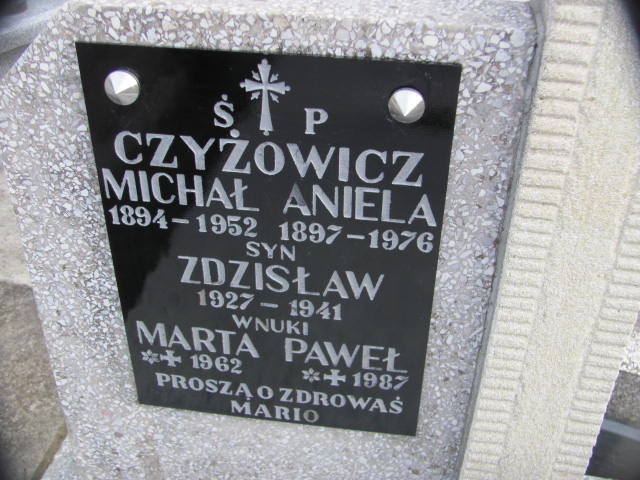 Ś P
CZYŻOWICZ
MICHAŁ ANIELA
1894-1952 1897-1976
SYN
ZDZISŁAW
1927-1941
WNUKI
MARTA PAWEŁ
1962 1987
PROSZĄ O ZDROWAŚ
MARIO